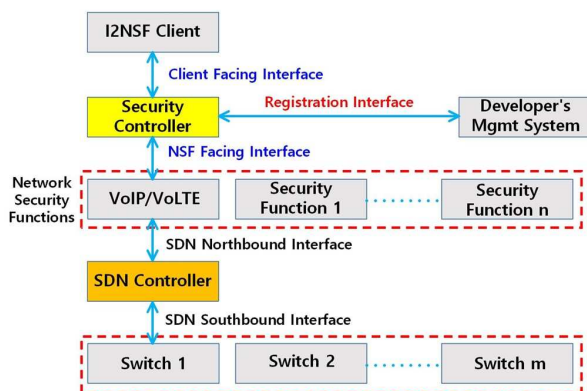 I2NSF Client
Client Facing Interface
Registration Interface
Security
Controller
Developer's
Mgmt System
NSF Facing Interface
Network
Security
Functions
VoIP/VoLTE
Security
Function 1
Security
Function n
SDN Northbound Interface
SDN Controller
SDN Southbound Interface
Switch 1
Switch 2
Switch m